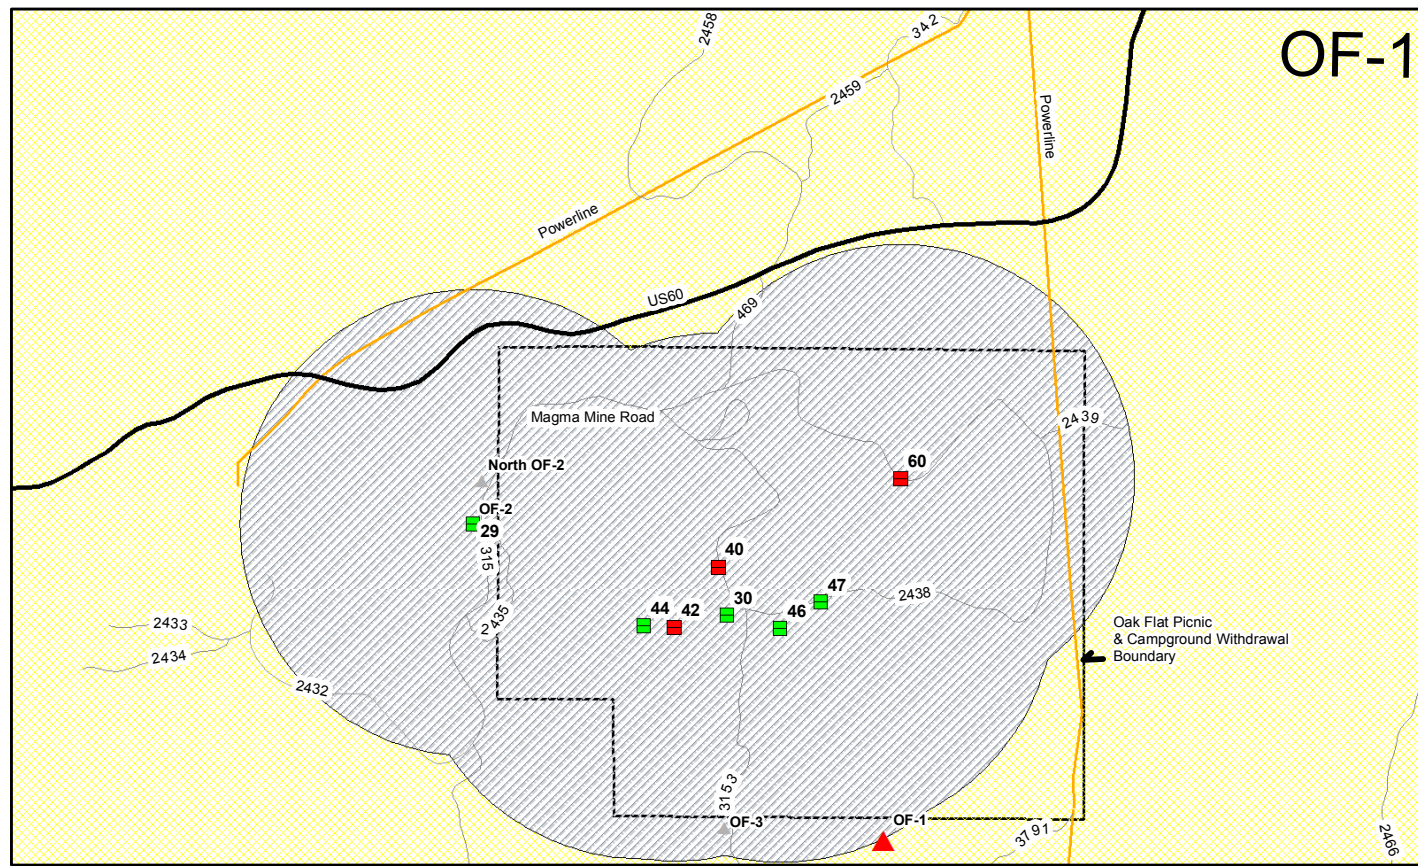 OF-1
2458
342
2459
Powerline
Powerline
US60
469
Magma Mine Road
2439
North OF-2
60
OF-2
29
315
40
47
2438
30
46
44
42
2435
2433
2434
2432
Oak Flat Picnic
& Campground Withdrawal
Boundary
3153
OF-3
OF-1
3791
2466